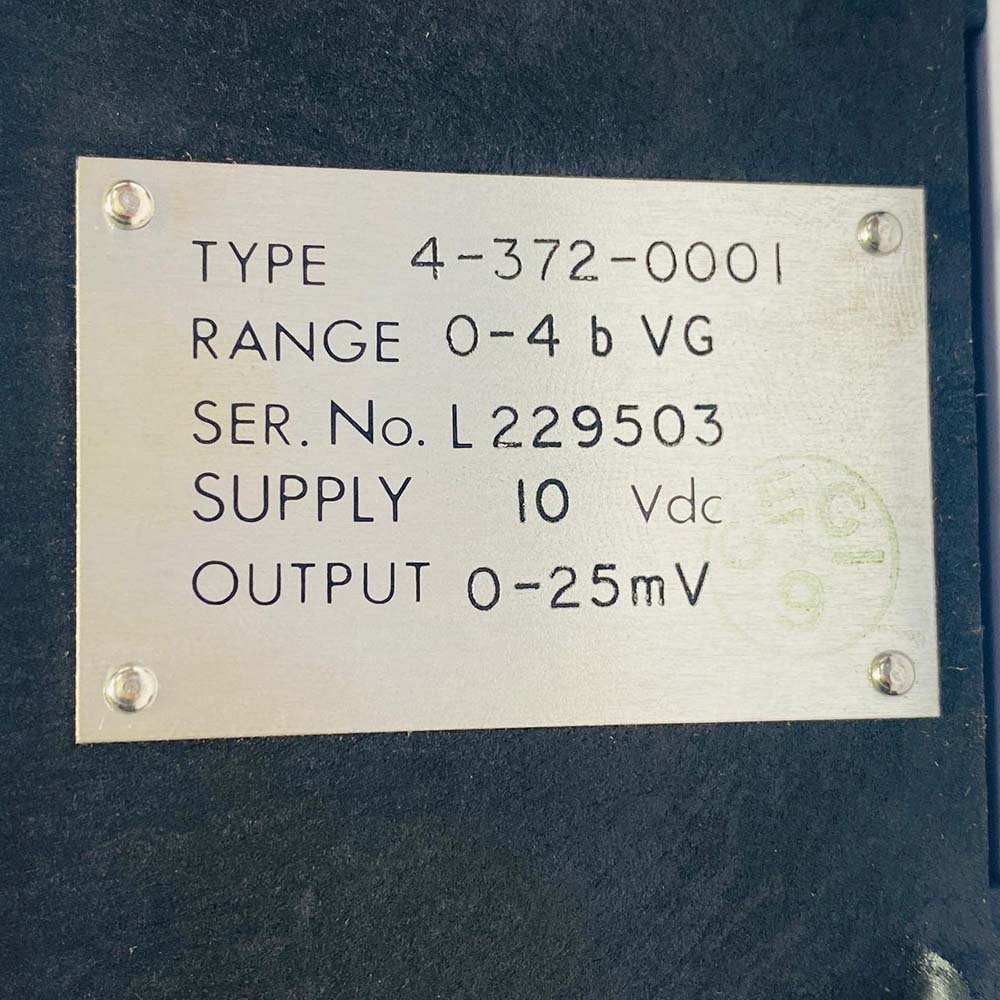 TYPE 4-372-0001
RANGE 0-4 b VG
SER. No. L229503
SUPPLY 10 Vdc
OUTPUT 0-25mV